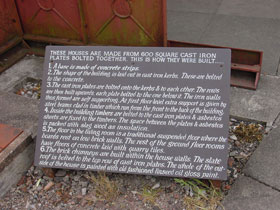 THESE HOUSES ARE MADE FROM 600 SQUARE CAST IRON
PLATES BOLTED TOGETHER. THIS IS HOW THEY WERE BUILT....
1. A base is made of concrete strips.
2. The shape of the building is laid out in cast iron kerbs. These are bolted
to the concrete.
3. The cast iron plates are bolted onto the kerbs & to each other. The rows
are then built upwards, each plate bolted to the one below it. The iron walls
thus formed are self supporting. At first floor level extra support is given by
steel beams clad in timber which run from the front to the back of the building.
4. Inside the building timbers are bolted to the cast iron plates & asbestos
sheets are fixed to the timbers. The space between the plates & asbestos
is packed with slag wool as insulation.
5. The floor to the living room is a traditional suspended floor where the
boards rest on low brick walls. The rest of the ground floor rooms
have floors of concrete laid with quarry tiles.
6. The brick chimneys are built within the house walls. The slate
roof is bolted to the top row of cast iron plates. The whole of the out
side of the house is painted with old fashioned linseed oil gloss paint.